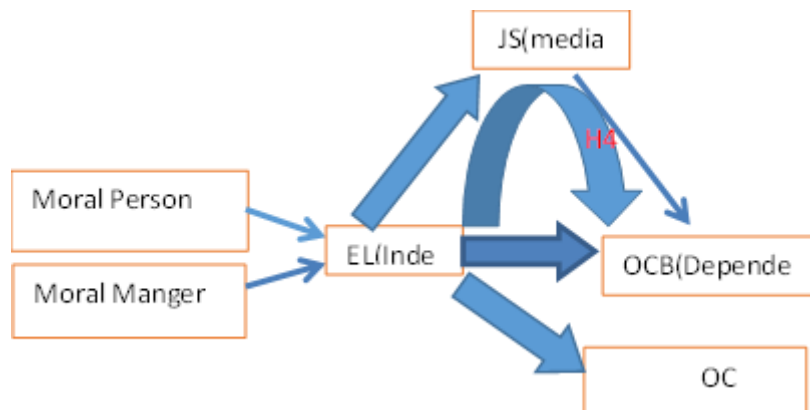 JS(media
H4
Moral Person
EL(Inde
OCB(Depende
Moral Manger
OC